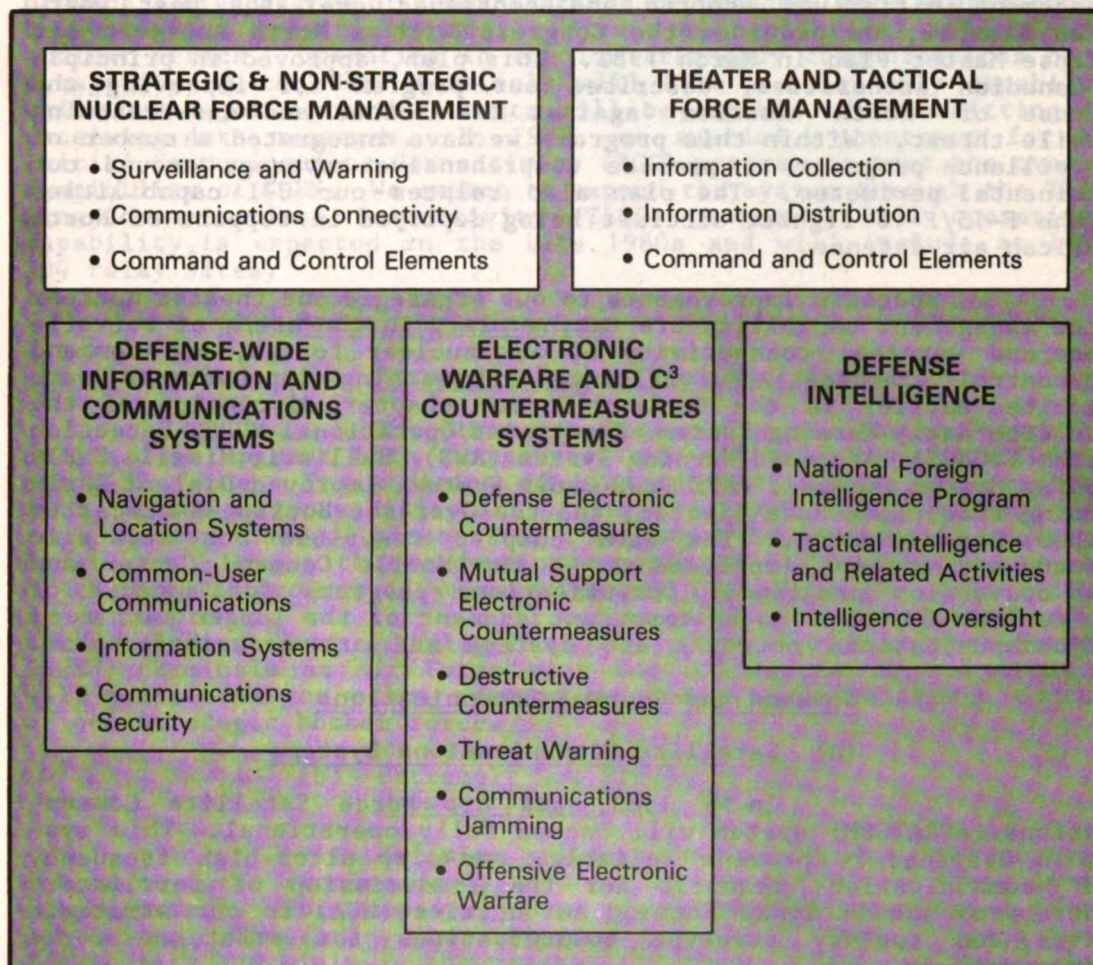 STRATEGIC & NON-STRATEGIC
NUCLEAR FORCE MANAGEMENT
• Surveillance and Warning
• Communications Connectivity
• Command and Control Elements
THEATER AND TACTICAL
FORCE MANAGEMENT
• Information Collection
• Information Distribution
• Command and Control Elements
DEFENSE-WIDE
INFORMATION AND
COMMUNICATIONS
SYSTEMS
• Navigation and
Location Systems
• Common-User
Communications
• Information Systems
• Communications
Security
ELECTRONIC
WARFARE AND C³
COUNTERMEASURES
SYSTEMS
• Defense Electronic
Countermeasures
• Mutual Support
Electronic
Countermeasures
• Destructive
Countermeasures
• Threat Warning
• Communications
Jamming
• Offensive Electronic
Warfare
DEFENSE
INTELLIGENCE
• National Foreign
Intelligence Program
• Tactical Intelligence
and Related Activities
• Intelligence Oversight